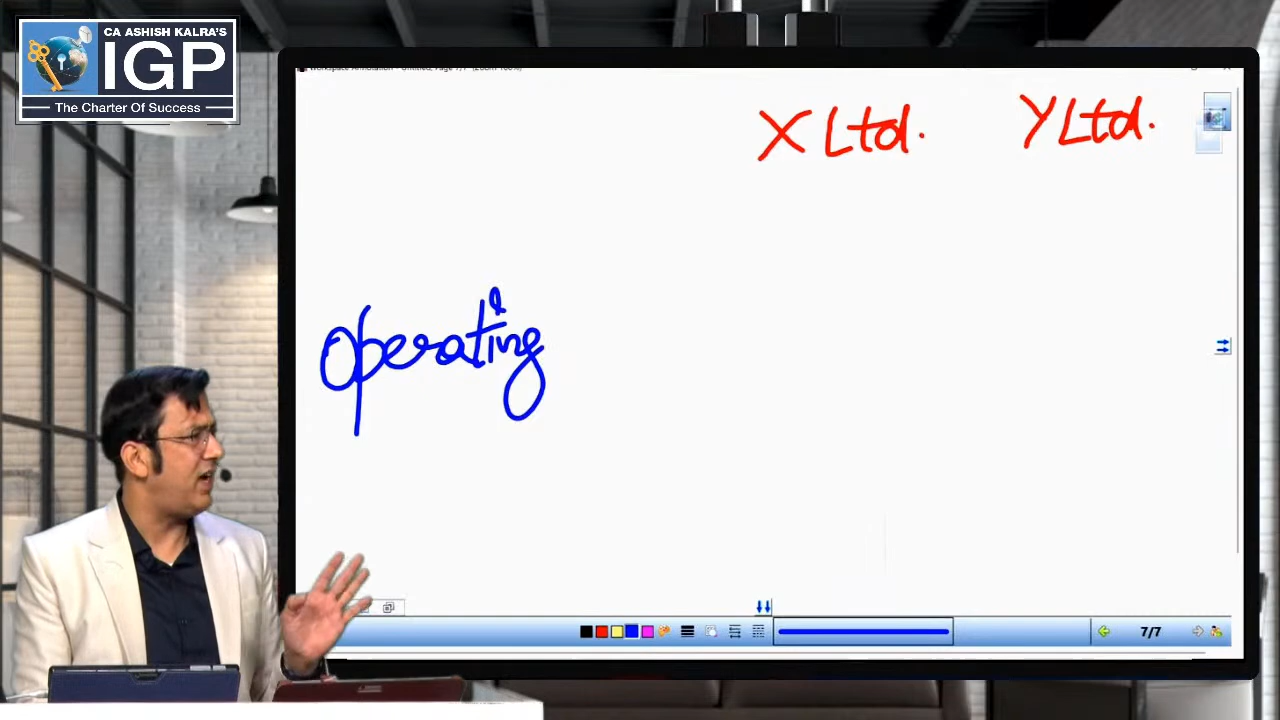 CA ASHISH KALRA'S
IGP
The Charter Of Success
X Ltd.
Y Ltd.
Operating
7/7